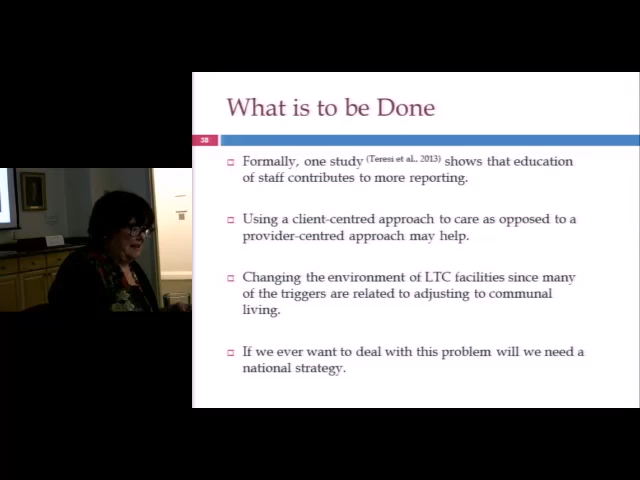 What is to be Done
38
Formally, one study (Teresi et al., 2013) shows that education
of staff contributes to more reporting.
Using a client-centred approach to care as opposed to a
provider-centred approach may help.
Changing the environment of LTC facilities since many
of the triggers are related to adjusting to communal
living.
If we ever want to deal with this problem will we need a
national strategy.